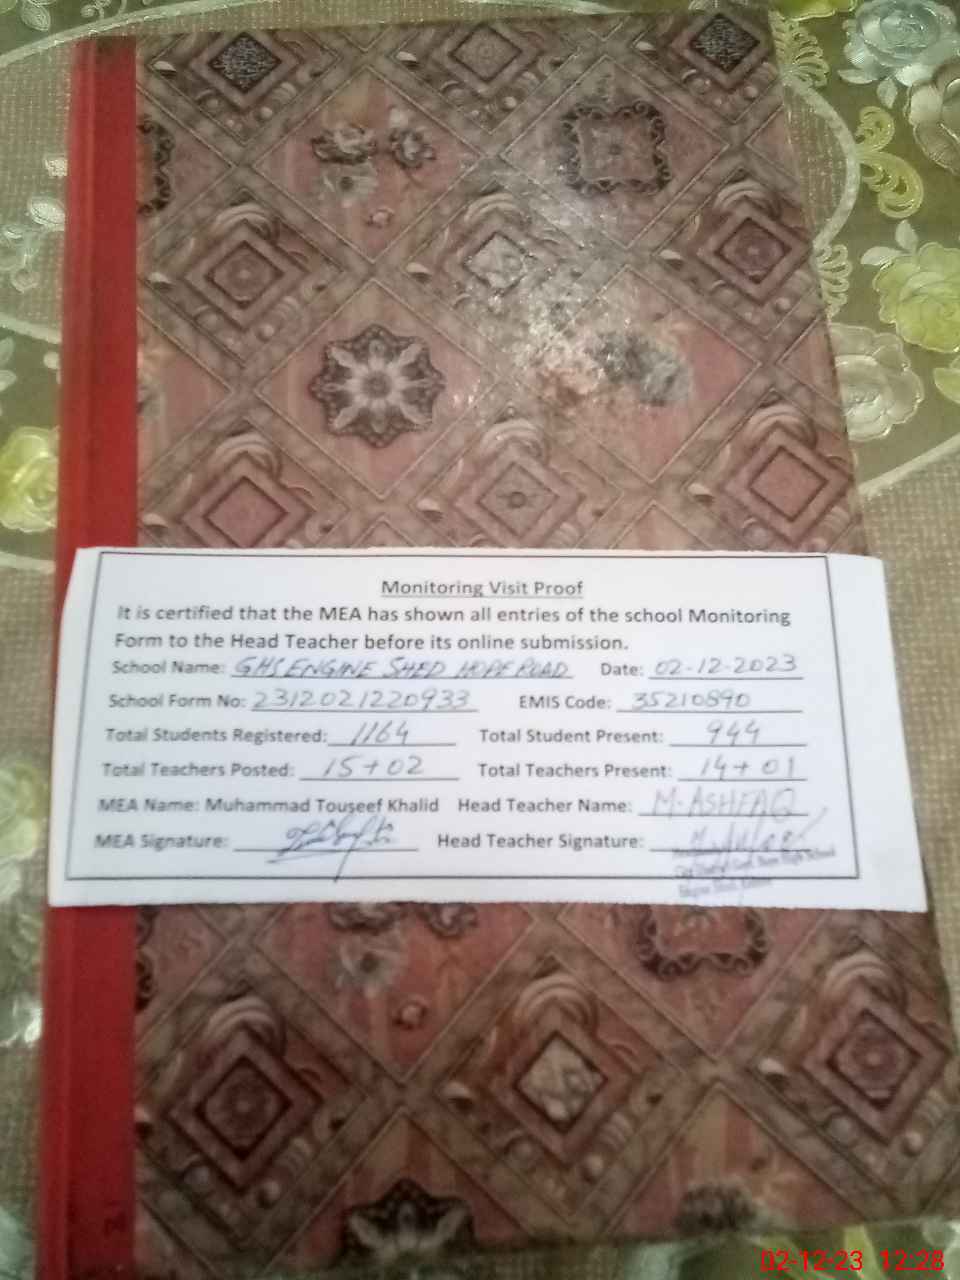 Monitoring Visit Proof
It is certified that the MEA has shown all entries of the school Monitoring
Form to the Head Teacher before its online submission.
School Name: GHS ENGINE SHED HOPE ROAD Date: 02-12-2023
School Form No: 2312021220933 EMIS Code: 35210890
Total Students Registered: 1164 Total Student Present: 944
Total Teachers Posted: 15+02 Total Teachers Present: 14+01
MEA Name: Muhammad Touseef Khalid Head Teacher Name: M-ASHFAQ
MEA Signature: Head Teacher Signature:
High School
Engine Shed,
02-12-23 12:28